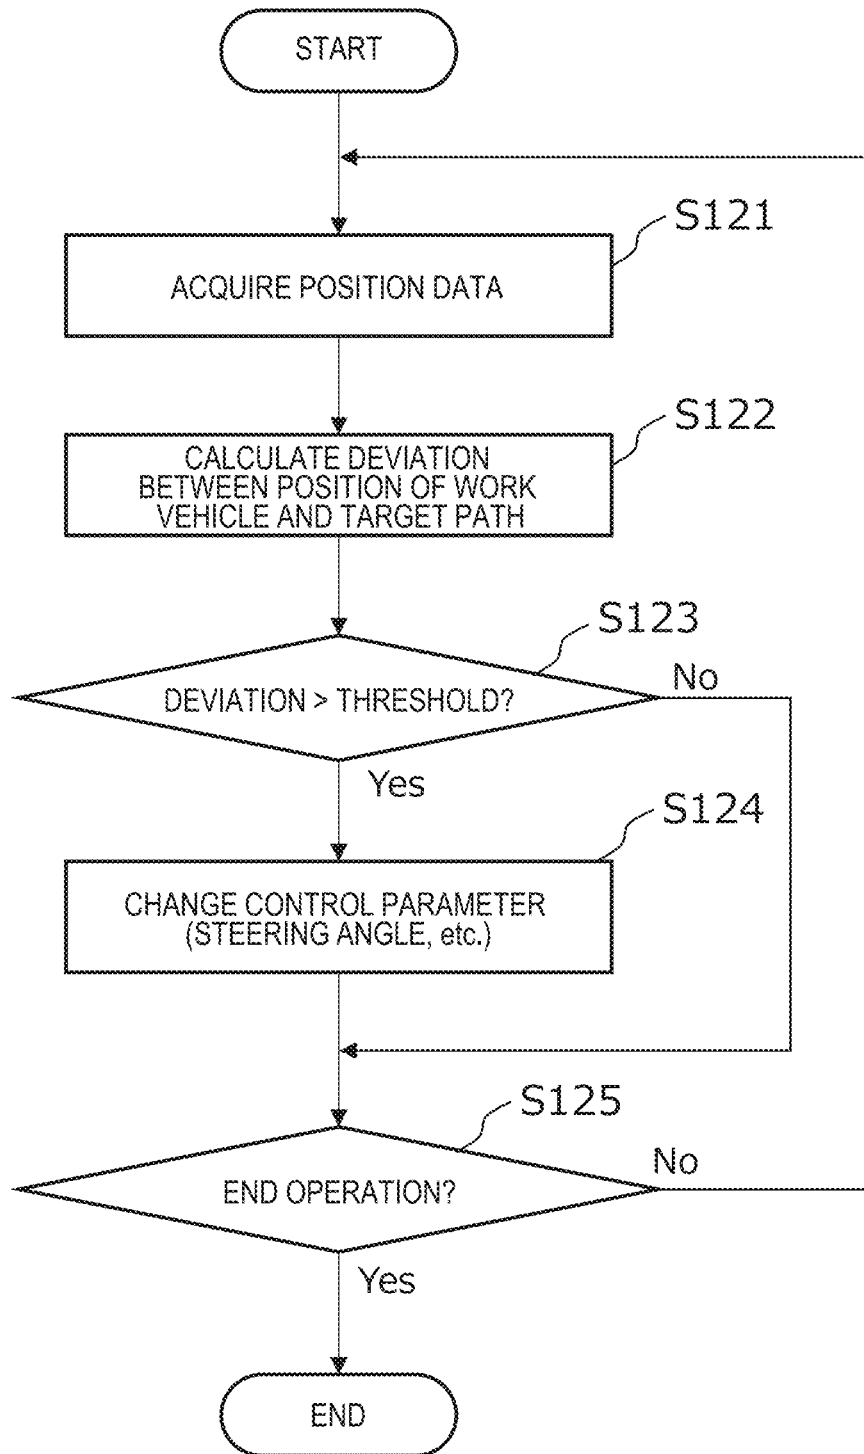 START
S121
ACQUIRE POSITION DATA
S122
CALCULATE DEVIATION
BETWEEN POSITION OF WORK
VEHICLE AND TARGET PATH
S123
DEVIATION > THRESHOLD?
No
Yes
S124
CHANGE CONTROL PARAMETER
(STEERING ANGLE, etc.)
S125
END OPERATION?
No
Yes
END